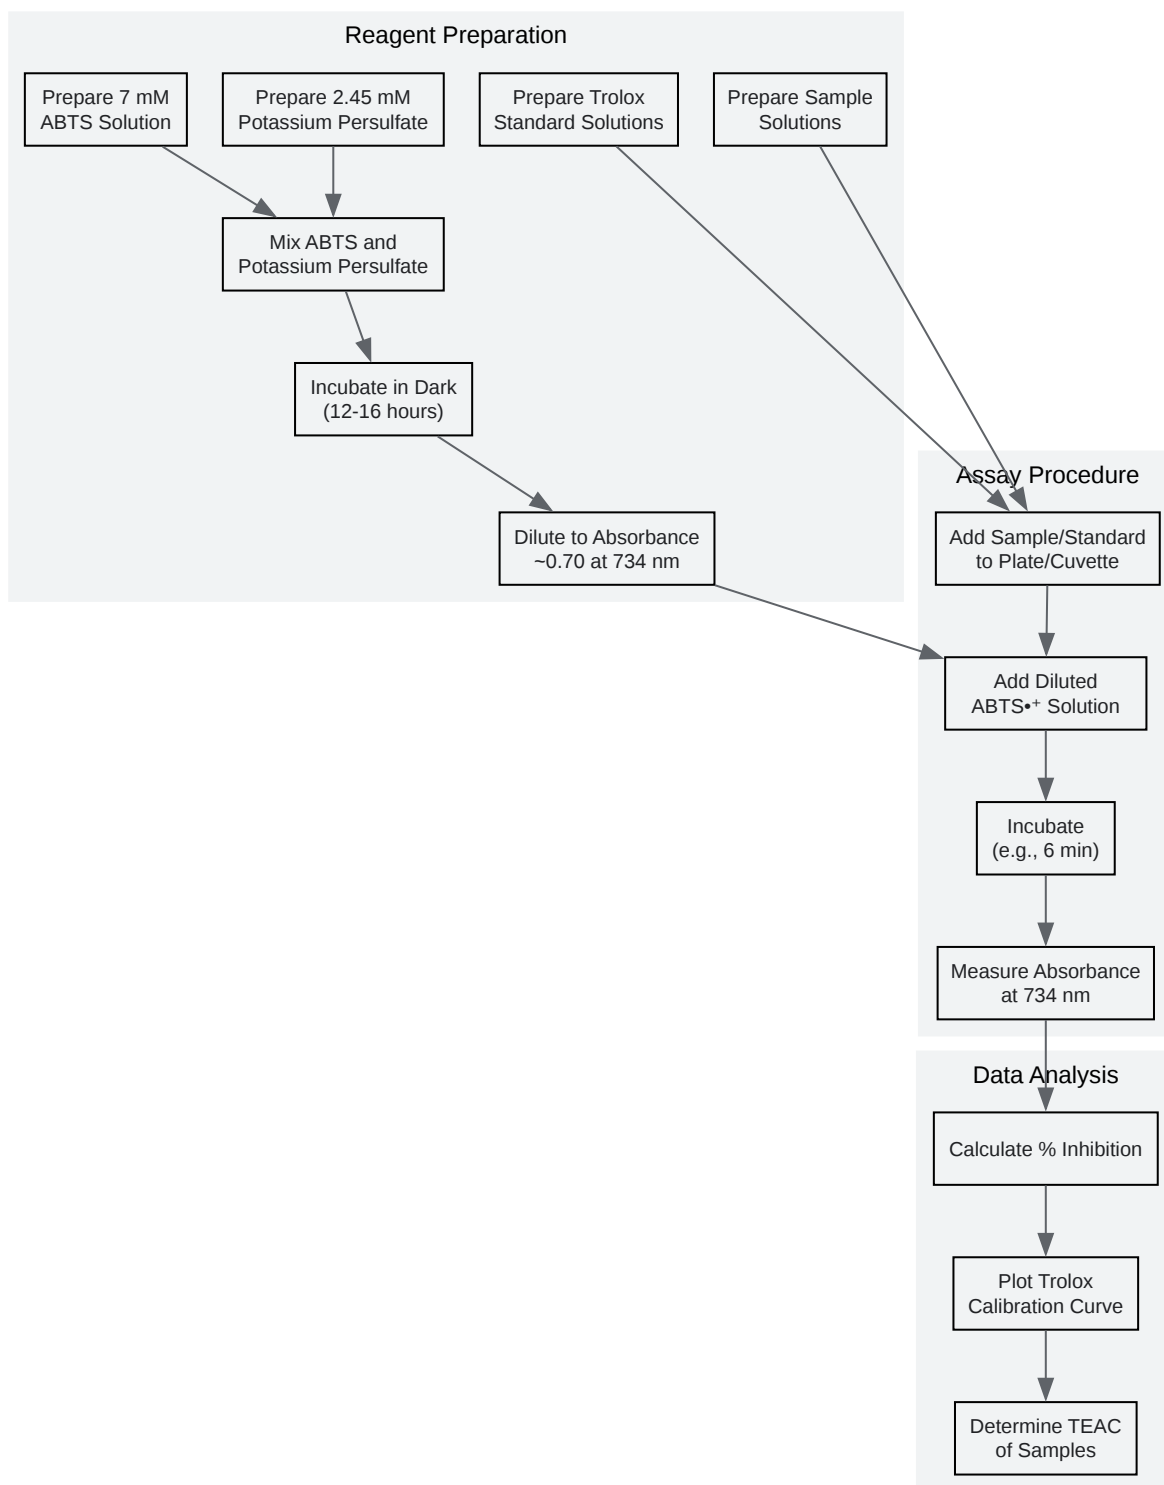 Reagent Preparation
Prepare 7 mM
ABTS Solution
Prepare 2.45 mM
Potassium Persulfate
Prepare Trolox
Standard Solutions
Prepare Sample
Solutions
Mix ABTS and
Potassium Persulfate
Incubate in Dark
(12-16 hours)
Dilute to Absorbance
~0.70 at 734 nm
Assay Procedure
Add Sample/Standard
to Plate/Cuvette
Add Diluted
ABTS•⁺ Solution
Incubate
(e.g., 6 min)
Measure Absorbance
at 734 nm
Data Analysis
Calculate % Inhibition
Plot Trolox
Calibration Curve
Determine TEAC
of Samples